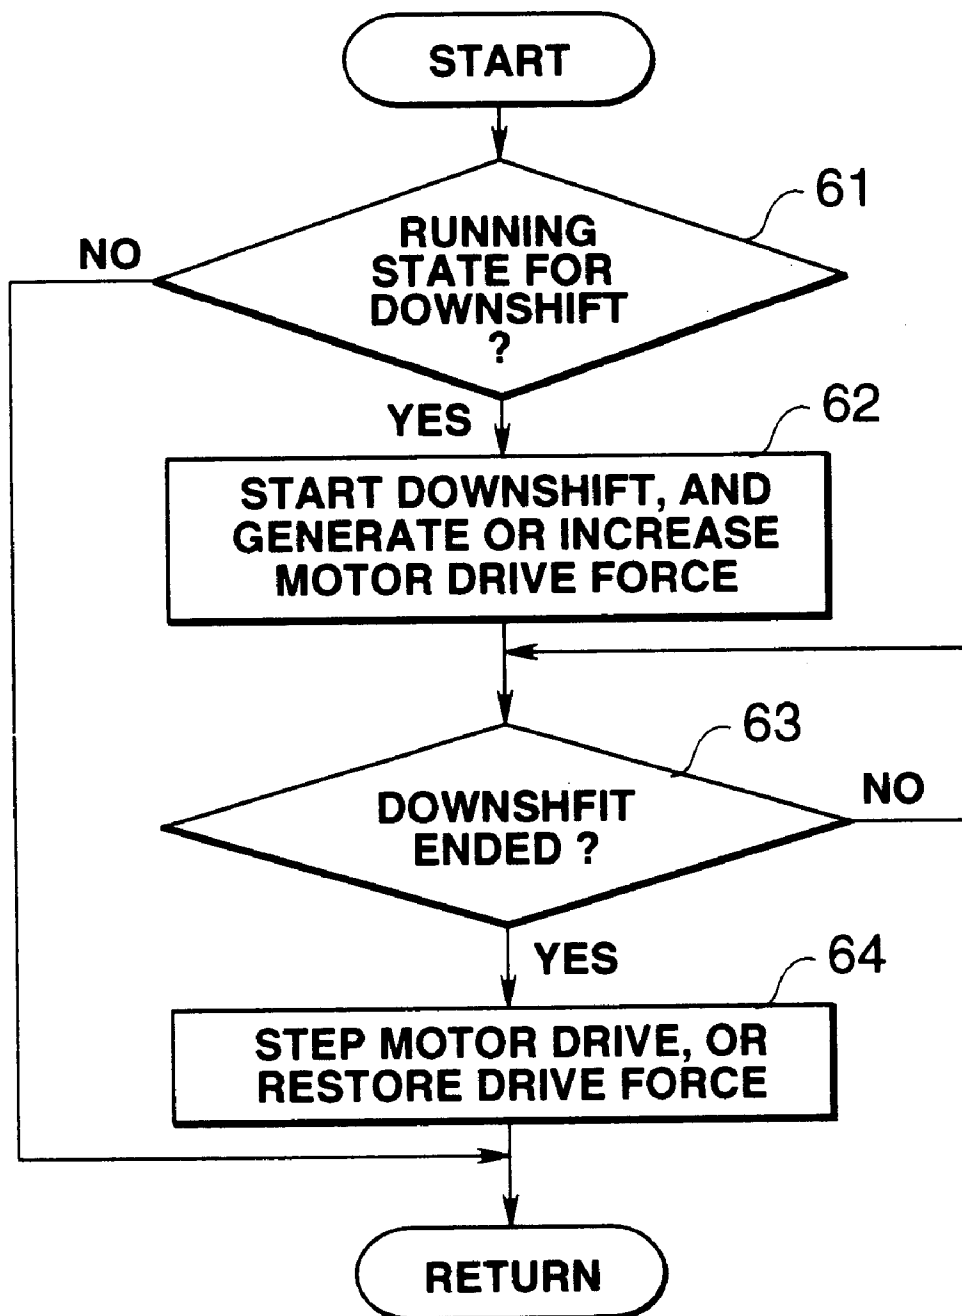 START
61
RUNNING
STATE FOR
DOWNSHIFT
?
NO
YES
62
START DOWNSHIFT, AND
GENERATE OR INCREASE
MOTOR DRIVE FORCE
63
DOWNSHFIT
ENDED ?
NO
YES
64
STEP MOTOR DRIVE, OR
RESTORE DRIVE FORCE
RETURN